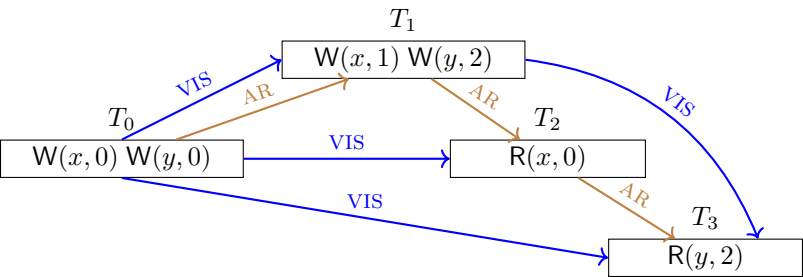 T₁
W(x, 1) W(y, 2)
VIS
AR
AR
VIS
T₀
T₂
W(x, 0) W(y, 0)
VIS
R(x, 0)
VIS
AR
T₃
R(y, 2)